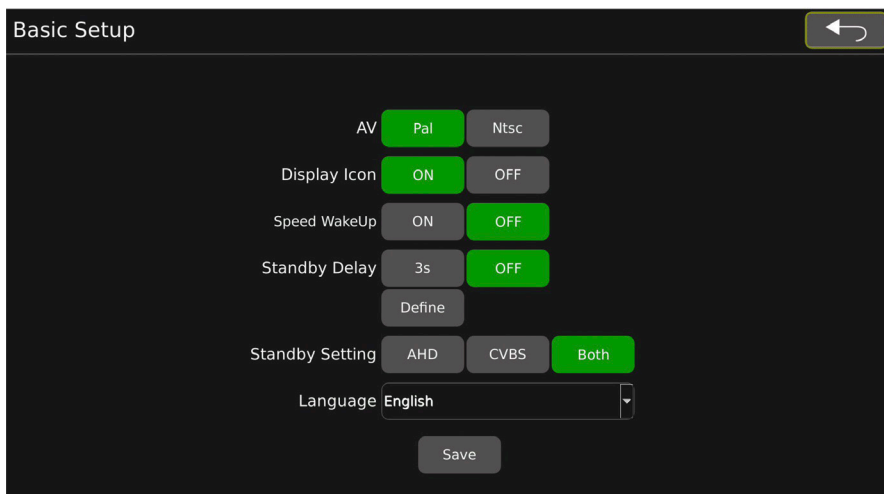 Basic Setup
AV Pal Ntsc
Display Icon ON OFF
Speed WakeUp ON OFF
Standby Delay 3s OFF
Define
Standby Setting AHD CVBS Both
Language English
Save